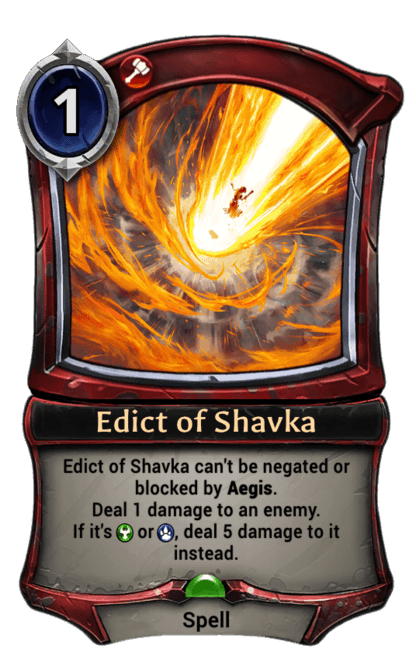 1
Edict of Shavka
Edict of Shavka can't be negated or
blocked by Aegis.
Deal 1 damage to an enemy.
If it's or , deal 5 damage to it
instead.
Spell